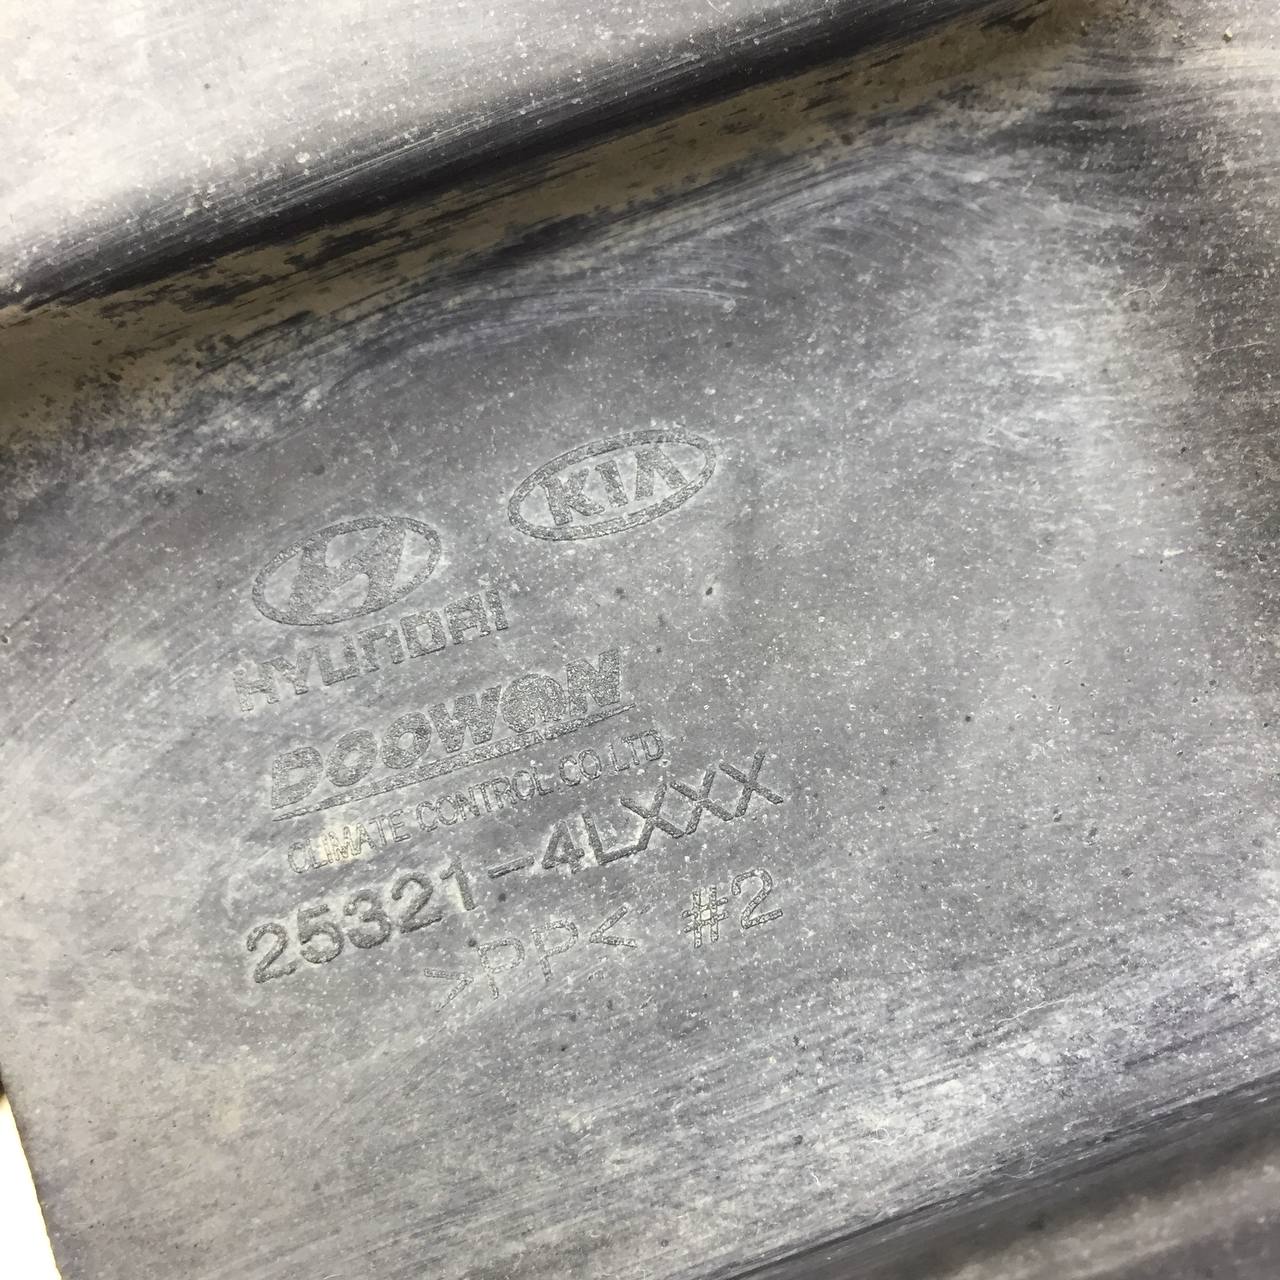 KIA
HYUNDAI
DOOWON
CLIMATE CONTROL CO LTD
25321-4LXXX
>PP< #2